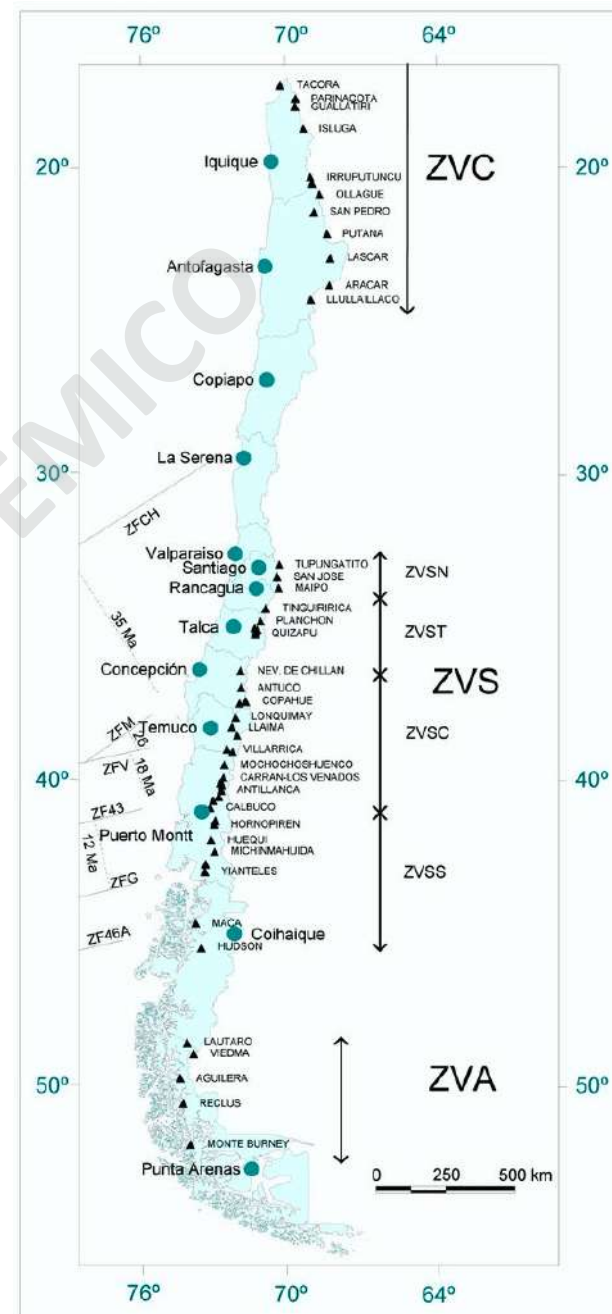 76º 70º 64º
TACORA
PARINACOTA
GUALLATIRI
ISLUGA
ZVC
20º Iquique 20º
IRRUPUTUNCU
OLLAGUE
SAN PEDRO
PUTANA
LASCAR
Antofagasta
ARACAR
LLULLAILLACO
EMICO
Copiapo
La Serena
30º 30º
ZFCH
Valparaiso
TUPUNGATITO
ZVSN
Santiago
SAN JOSE
Rancagua
MAIPO
TINGUIRIRICA
PLANCHON
Talca
QUIZAPU
ZVST
35 Ma
Concepción
NEV. DE CHILLAN
ZVS
ANTUCO
COPAHUE
LONQUIMAY
Temuco
LLAIMA
ZVSC
ZFM
26
VILLARRICA
ZFV
18 Ma
MOCHOCHOSHUENCO
40º 40º
CARRAN-LOS VENADOS
ANTILLANCA
CALBUCO
ZF43
HORNOPIREN
Puerto Montt
HUEQUI
12 Ma
MICHINMAHUIDA
ZVSS
YIANTELES
ZFG
MACA
Coihaique
ZF46A
HUDSON
LAUTARO
VIEDMA
AGUILERA
ZVA
50º 50º
RECLUS
MONTE BURNEY
Punta Arenas
0 250 500 km
76º 70º 64º